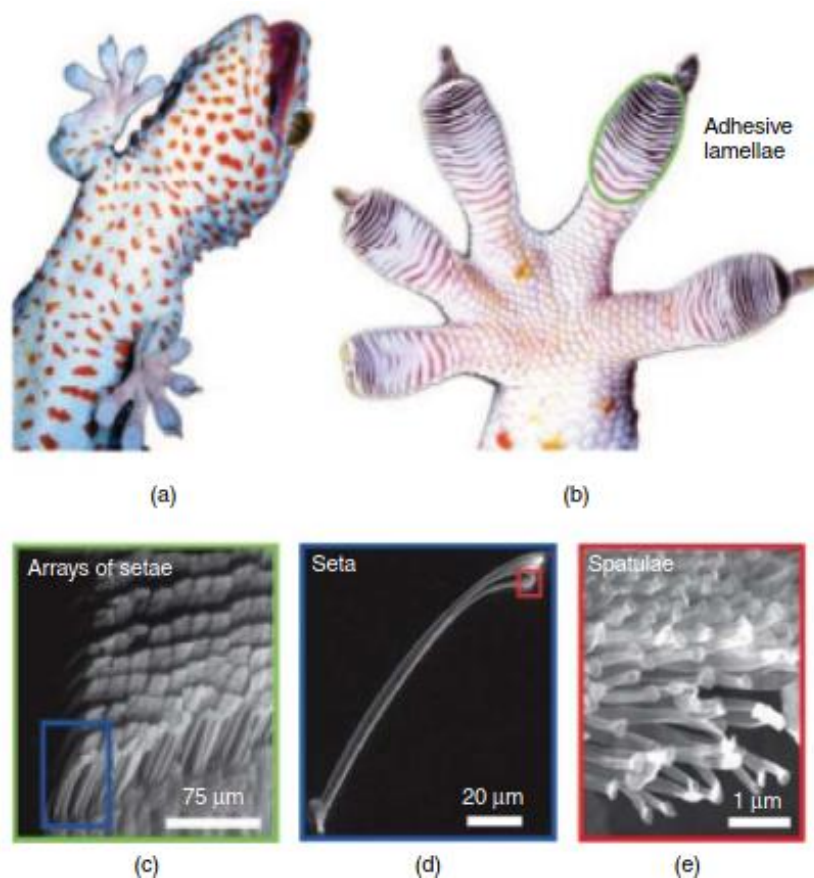 Adhesive
lamellae
(a)
(b)
Arrays of setae
75 μm
Seta
20 μm
Spatulae
1 μm
(c)
(d)
(e)